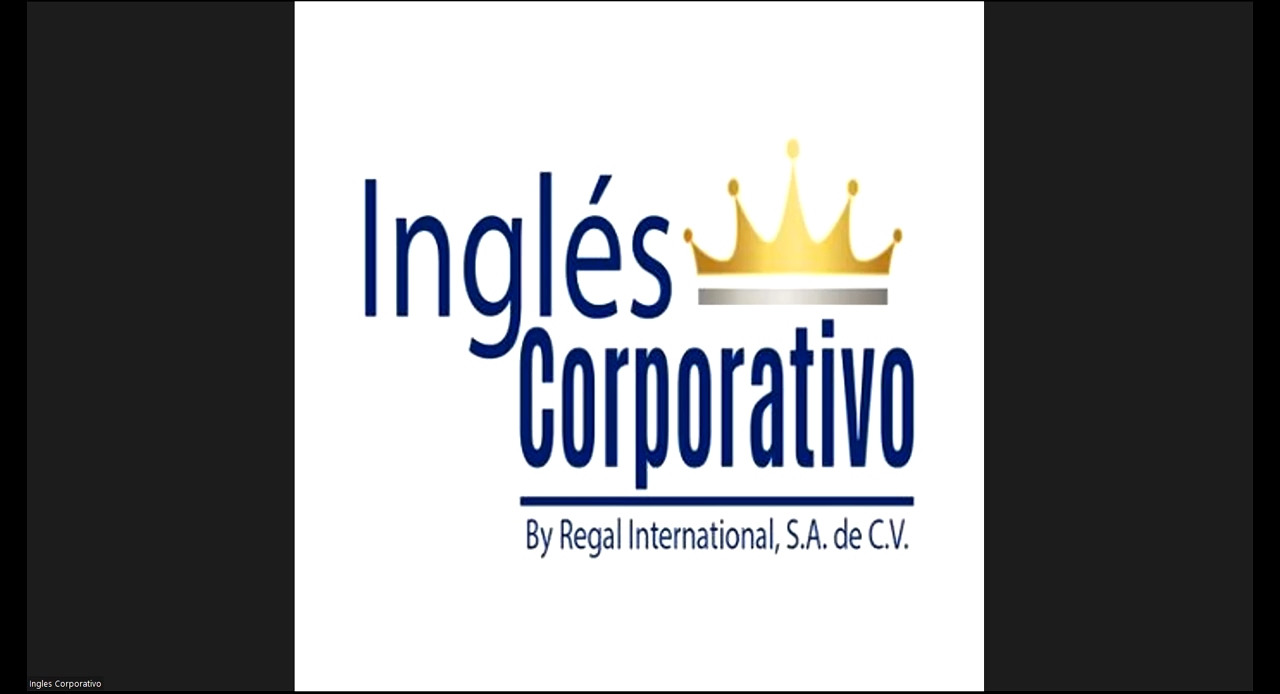 Inglés
Corporativo
By Regal International, S.A. de C.V.
Ingles Corporativo